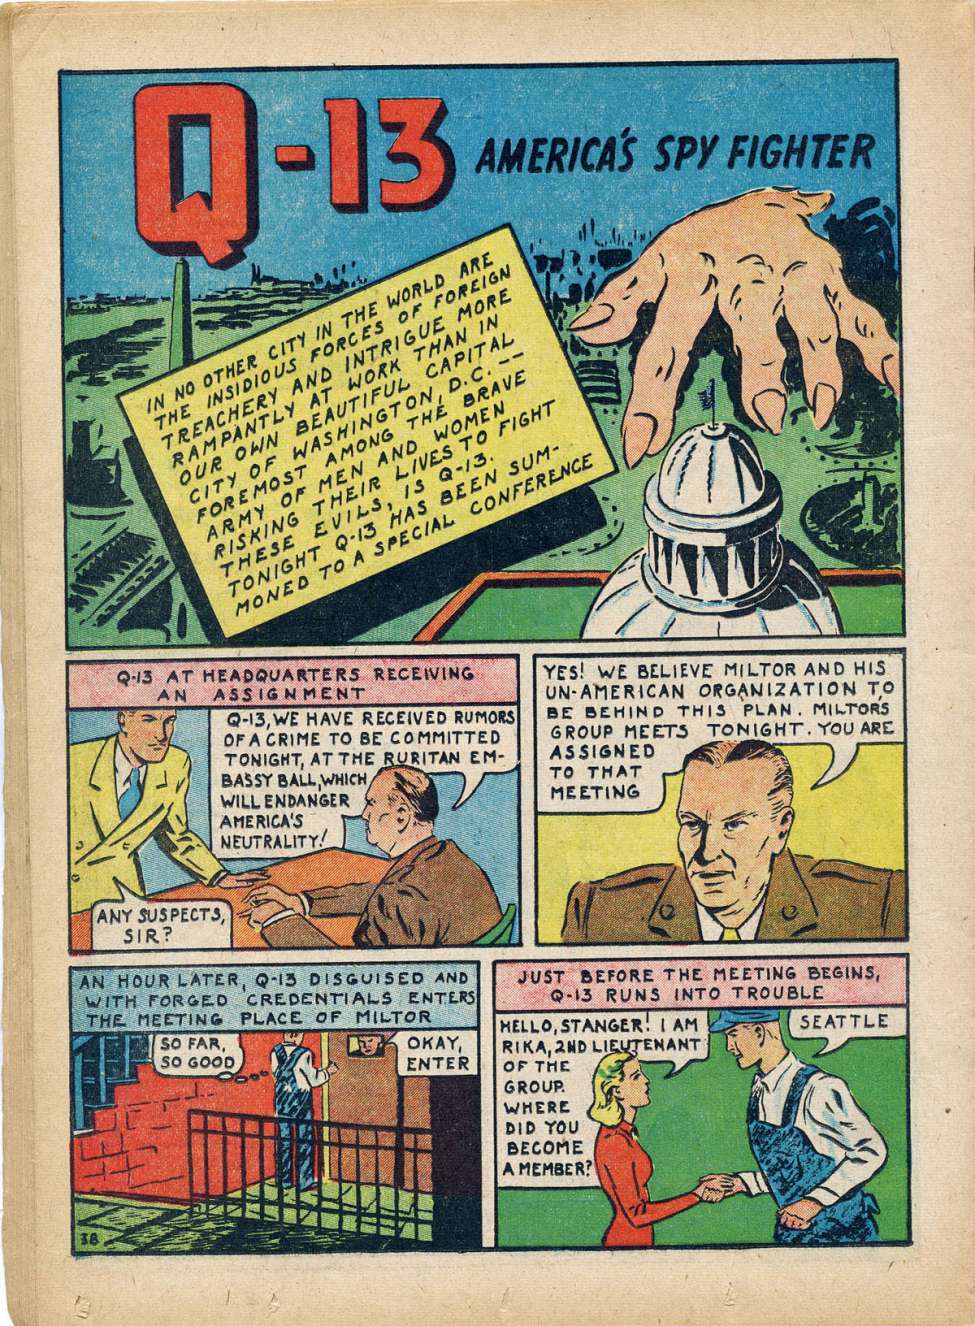 Q-13
AMERICA'S SPY FIGHTER
IN NO OTHER CITY IN THE WORLD ARE
THE INSIDIOUS FORCES OF FOREIGN
TREACHERY AND INTRIGUE MORE
RAMPANTLY AT WORK THAN IN
OUR OWN BEAUTIFUL CAPITAL
CITY OF WASHINGTON, D.C. --
FOREMOST AMONG THE BRAVE
ARMY OF MEN AND WOMEN
RISKING THEIR LIVES TO FIGHT
THESE EVILS, IS Q-13.
TONIGHT Q-13 HAS BEEN SUM-
MONED TO A SPECIAL CONFERENCE
Q-13 AT HEADQUARTERS RECEIVING
AN ASSIGNMENT
Q-13, WE HAVE RECEIVED RUMORS
OF A CRIME TO BE COMMITTED
TONIGHT, AT THE RURITAN EM-
BASSY BALL, WHICH
WILL ENDANGER
AMERICA'S
NEUTRALITY!
ANY SUSPECTS,
SIR?
YES! WE BELIEVE MILTOR AND HIS
UN-AMERICAN ORGANIZATION TO
BE BEHIND THIS PLAN. MILTORS
GROUP MEETS TONIGHT. YOU ARE
ASSIGNED
TO THAT
MEETING
AN HOUR LATER, Q-13 DISGUISED AND
WITH FORGED CREDENTIALS ENTERS
THE MEETING PLACE OF MILTOR
SO FAR,
SO GOOD
OKAY,
ENTER
38
JUST BEFORE THE MEETING BEGINS,
Q-13 RUNS INTO TROUBLE
HELLO, STANGER! I AM
RIKA, 2ND LIEUTENANT
OF THE
GROUP.
WHERE
DID YOU
BECOME
A MEMBER?
SEATTLE